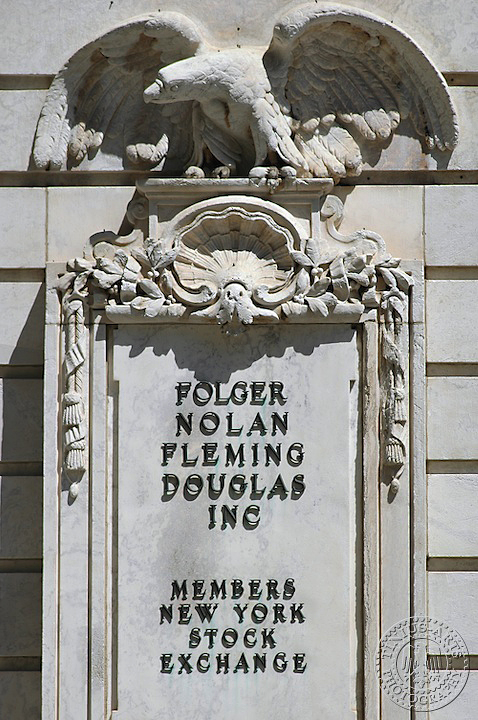 FOLGER
NOLAN
FLEMING
DOUGLAS
INC
MEMBERS
NEW YORK
STOCK
EXCHANGE